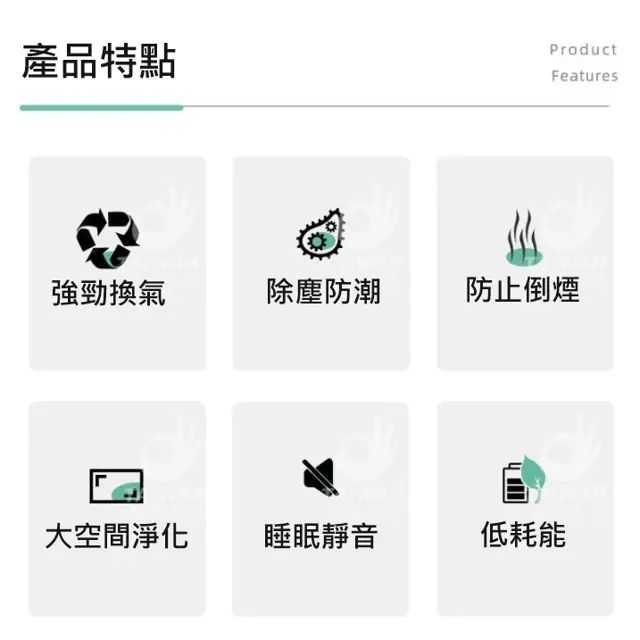 產品特點
Product
Features
強勁換氣
除塵防潮
防止倒煙
大空間淨化
睡眠靜音
低耗能